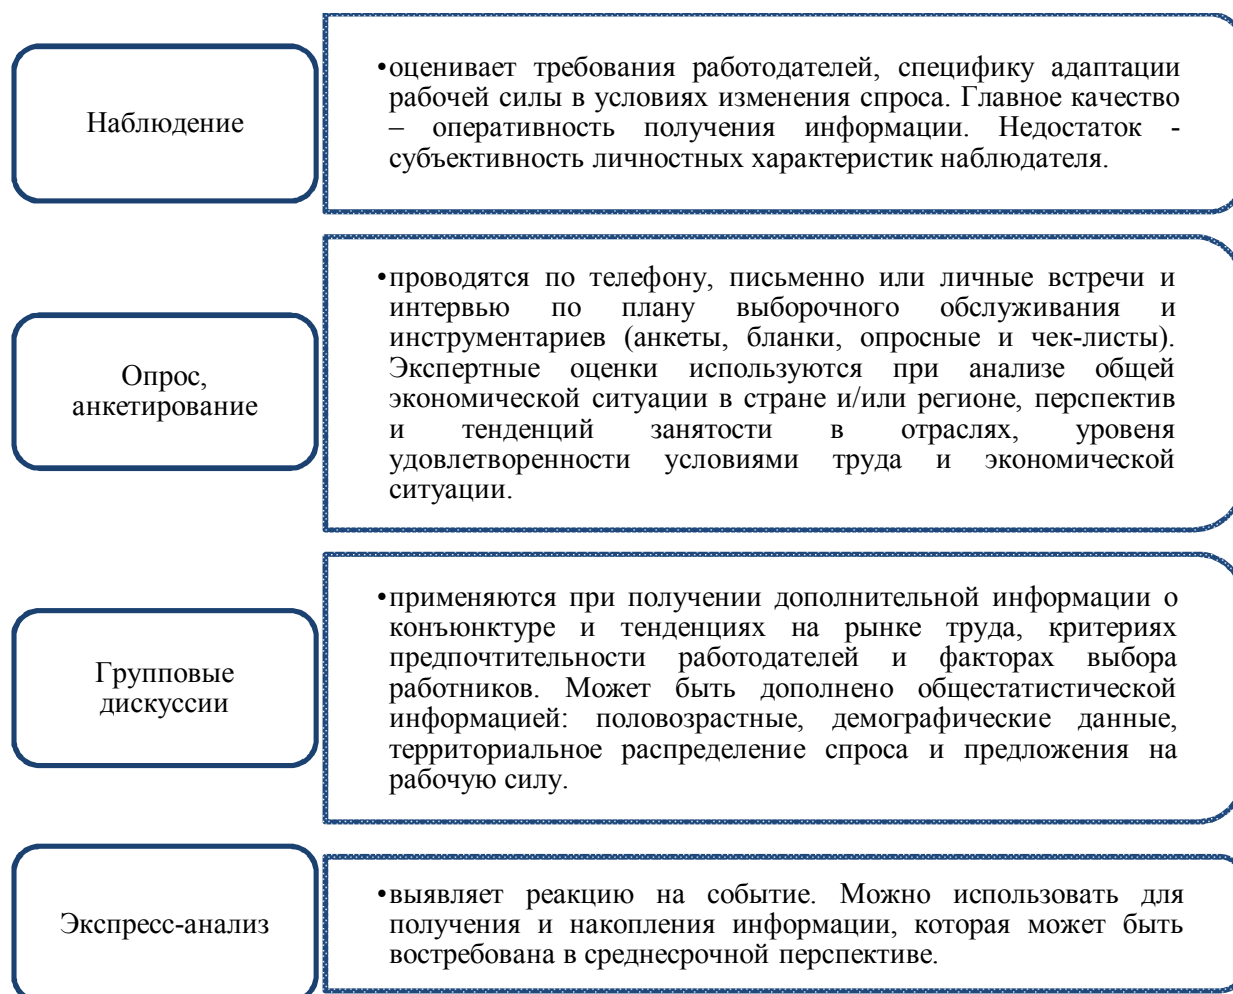 Наблюдение
•оценивает требования работодателей, специфику адаптации
рабочей силы в условиях изменения спроса. Главное качество
– оперативность получения информации. Недостаток -
субъективность личностных характеристик наблюдателя.
Опрос,
анкетирование
•проводятся по телефону, письменно или личные встречи и
интервью по плану выборочного обслуживания и
инструментариев (анкеты, бланки, опросные и чек-листы).
Экспертные оценки используются при анализе общей
экономической ситуации в стране и/или регионе, перспектив
и тенденций занятости в отраслях, уровеня
удовлетворенности условиями труда и экономической
ситуации.
Групповые
дискуссии
•применяются при получении дополнительной информации о
конъюнктуре и тенденциях на рынке труда, критериях
предпочтительности работодателей и факторах выбора
работников. Может быть дополнено общестатистической
информацией: половозрастные, демографические данные,
территориальное распределение спроса и предложения на
рабочую силу.
Экспресс-анализ
•выявляет реакцию на событие. Можно использовать для
получения и накопления информации, которая может быть
востребована в среднесрочной перспективе.